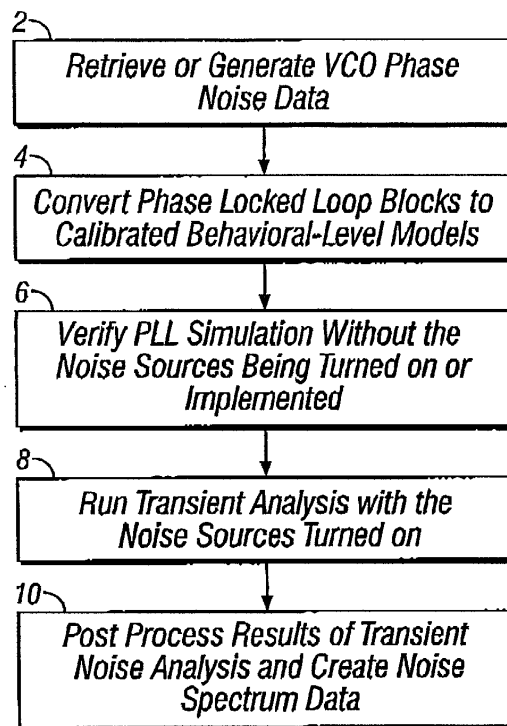 2
Retrieve or Generate VCO Phase
Noise Data
4
Convert Phase Locked Loop Blocks to
Calibrated Behavioral-Level Models
6
Verify PLL Simulation Without the
Noise Sources Being Turned on or
Implemented
8
Run Transient Analysis with the
Noise Sources Turned on
10
Post Process Results of Transient
Noise Analysis and Create Noise
Spectrum Data